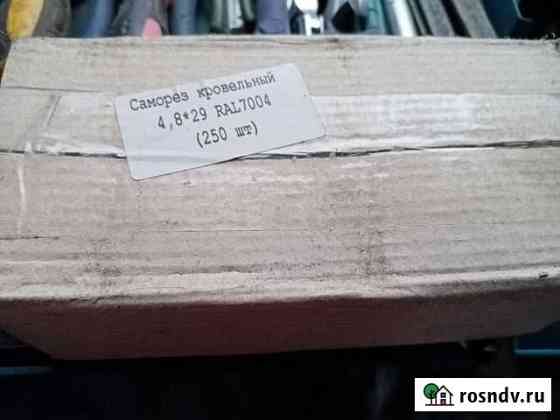 Саморез кровельный
4,8*29 RAL7004
(250 шт)
rosndv.ru